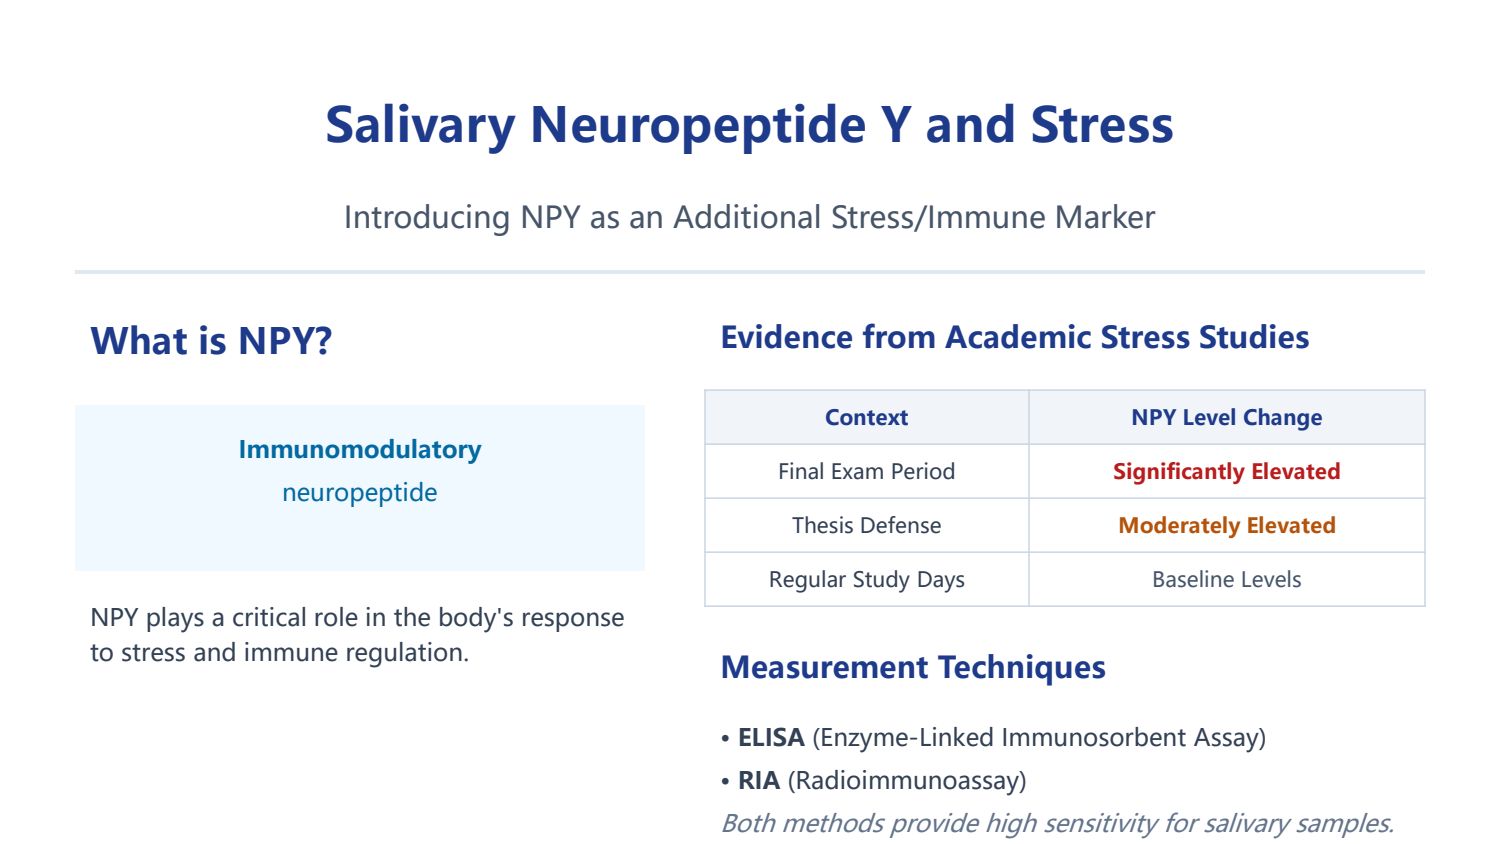 Salivary Neuropeptide Y and Stress
Introducing NPY as an Additional Stress/Immune Marker
What is NPY?
Immunomodulatory
neuropeptide
NPY plays a critical role in the body's response
to stress and immune regulation.
Evidence from Academic Stress Studies
Context NPY Level Change
Final Exam Period Significantly Elevated
Thesis Defense Moderately Elevated
Regular Study Days Baseline Levels
Measurement Techniques
• ELISA (Enzyme-Linked Immunosorbent Assay)
• RIA (Radioimmunoassay)
Both methods provide high sensitivity for salivary samples.